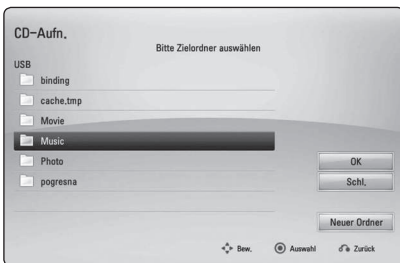 CD-Aufn.
Bitte Zielordner auswählen
USB
binding
cache.tmp
Movie
Music
Photo
pogresna
OK
Schl.
Neuer Ordner
Bew.
Auswahl
Zurück